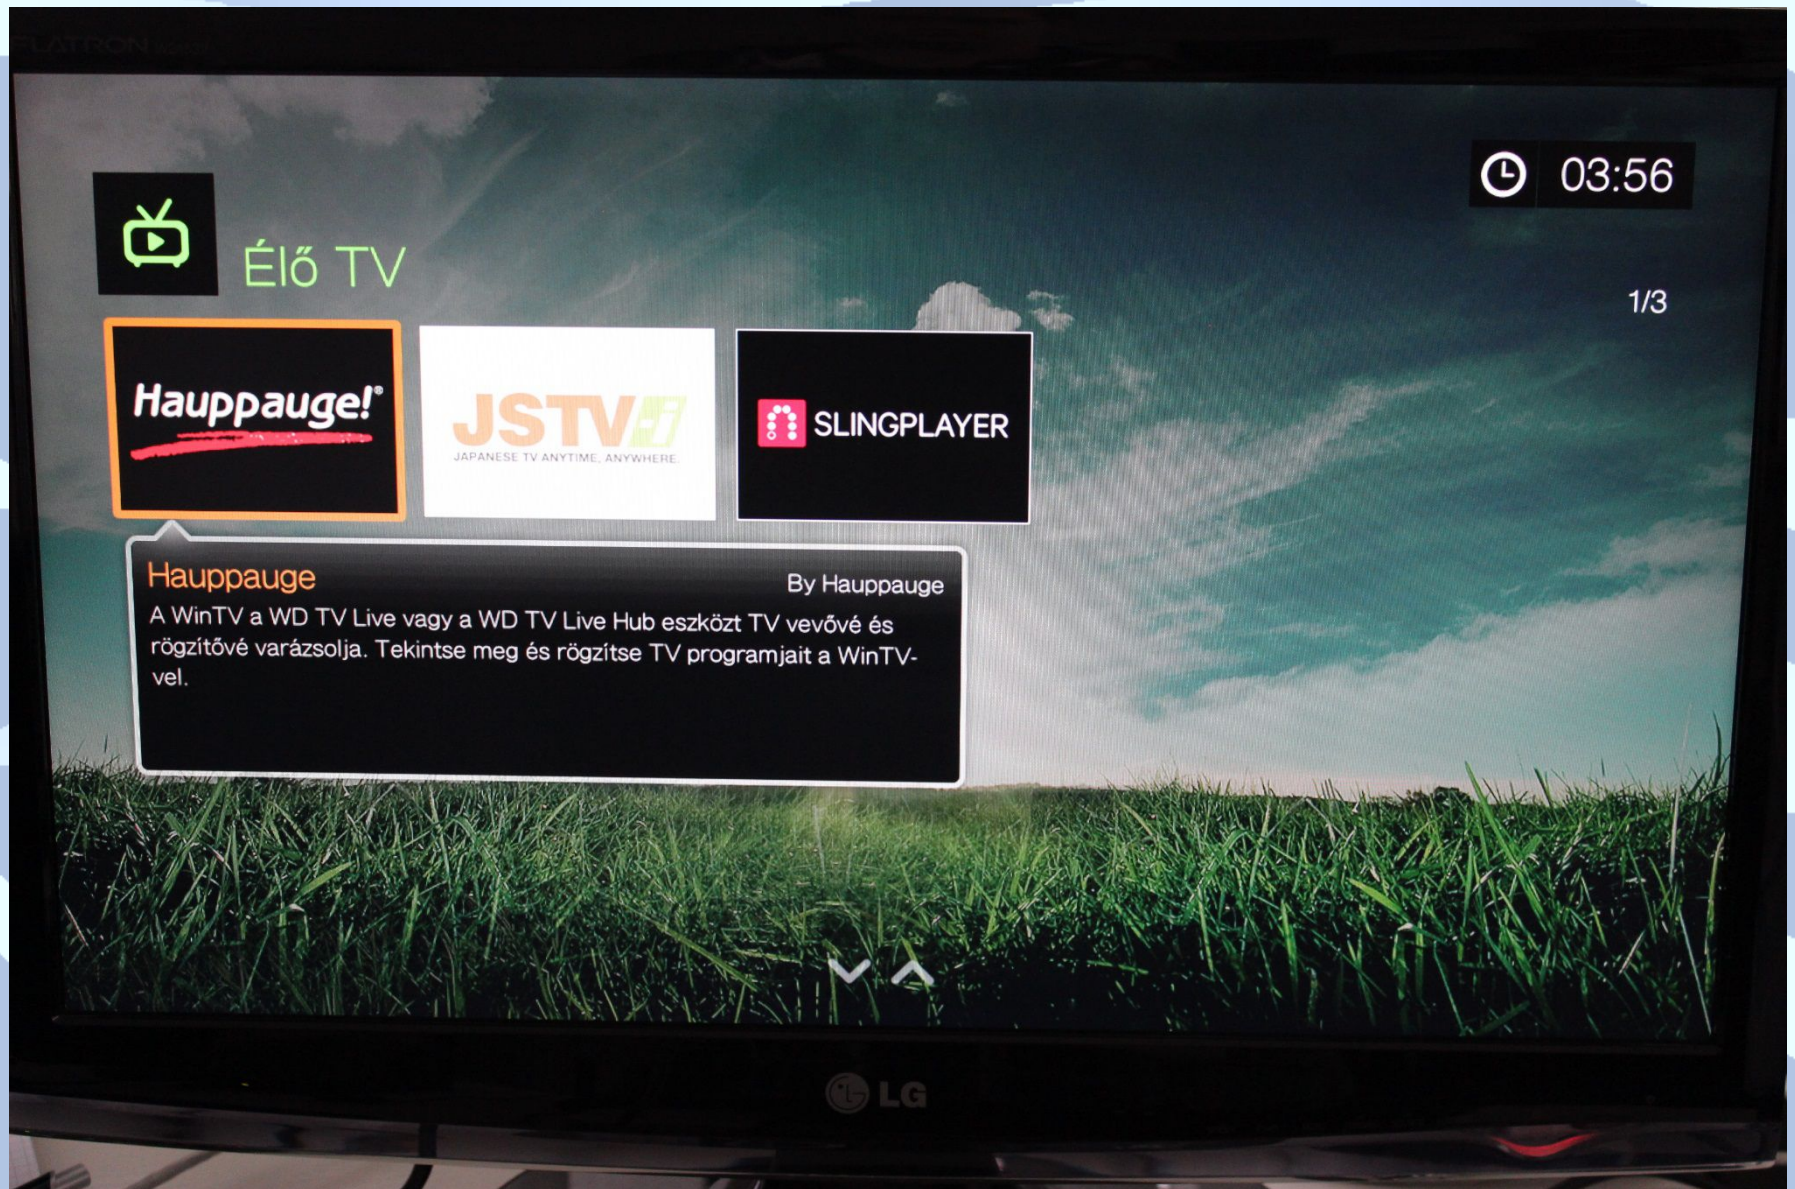 FLATRON
03:56
Élő TV
1/3
Hauppauge!®
JSTV-i
JAPANESE TV ANYTIME, ANYWHERE.
SLINGPLAYER
Hauppauge
By Hauppauge
A WinTV a WD TV Live vagy a WD TV Live Hub eszközt TV vevővé és
rögzítővé varázsolja. Tekintse meg és rögzítse TV programjait a WinTV-
vel.
LG